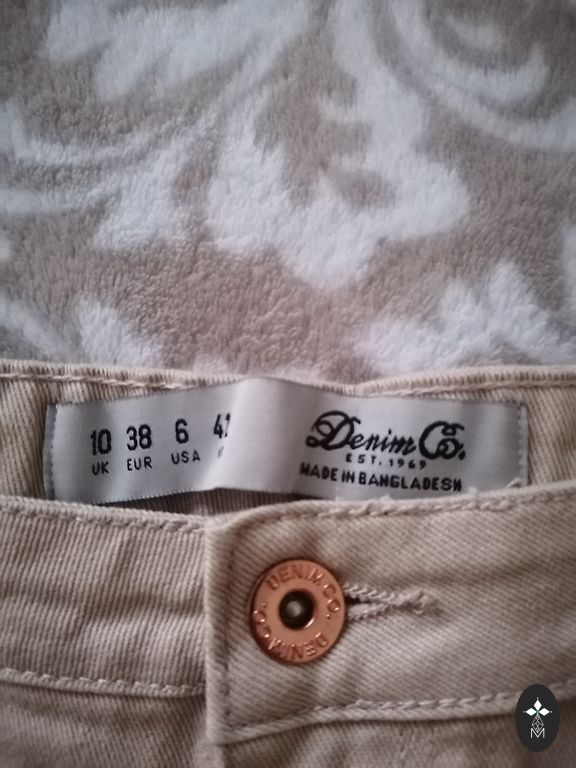 10 38 6
UK EUR USA
Denim Co.
EST. 1969
MADE IN BANGLADESH
DENIM CO. DENIM CO.
M